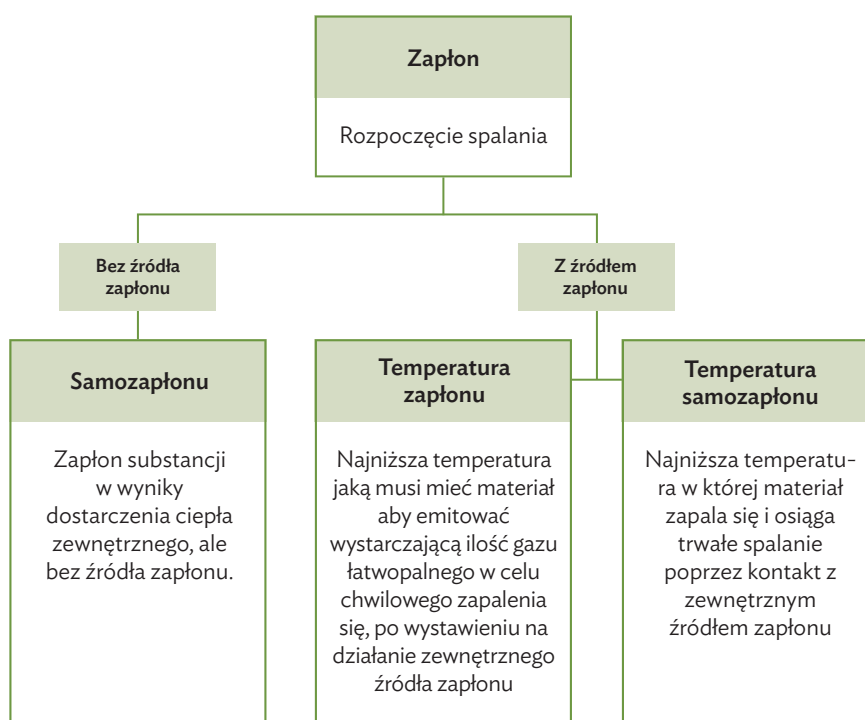 Zapłon
Rozpoczęcie spalania
Bez źródła
zapłonu
Z źródłem
zapłonu
Samozapłonu
Zapłon substancji
w wyniky
dostarczenia ciepła
zewnętrznego, ale
bez źródła zapłonu.
Temperatura
zapłonu
Najniższa temperatura
jaką musi mieć materiał
aby emitować
wystarczającą ilość gazu
łatwopalnego w celu
chwilowego zapalenia
się, po wystawieniu na
działanie zewnętrznego
źródła zapłonu
Temperatura
samozapłonu
Najniższa temperatu-
ra w której materiał
zapala się i osiąga
trwałe spalanie
poprzez kontakt z
zewnętrznym
źródłem zapłonu